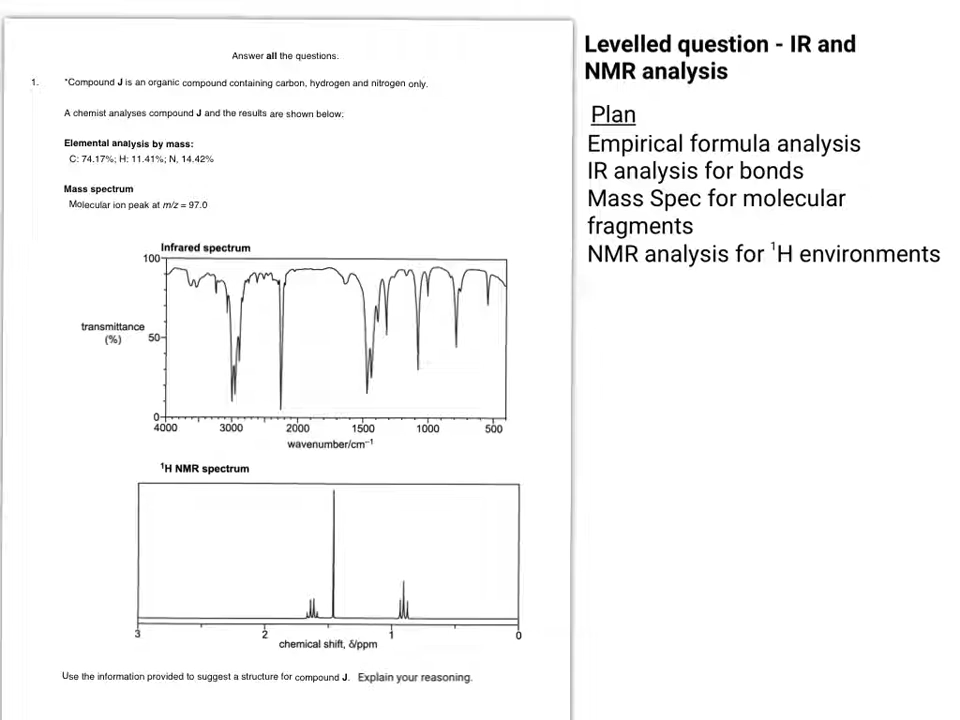 Answer all the questions.
1. *Compound J is an organic compound containing carbon, hydrogen and nitrogen only.
A chemist analyses compound J and the results are shown below:
Elemental analysis by mass:
C: 74.17%; H: 11.41%; N, 14.42%
Mass spectrum
Molecular ion peak at m/z = 97.0
Infrared spectrum
100
transmittance
(%)
50
0
4000 3000 2000 1500 1000 500
wavenumber/cm⁻¹
¹H NMR spectrum
3 2 1 0
chemical shift, δ/ppm
Use the information provided to suggest a structure for compound J. Explain your reasoning.
Levelled question - IR and
NMR analysis
Plan
Empirical formula analysis
IR analysis for bonds
Mass Spec for molecular
fragments
NMR analysis for ¹H environments